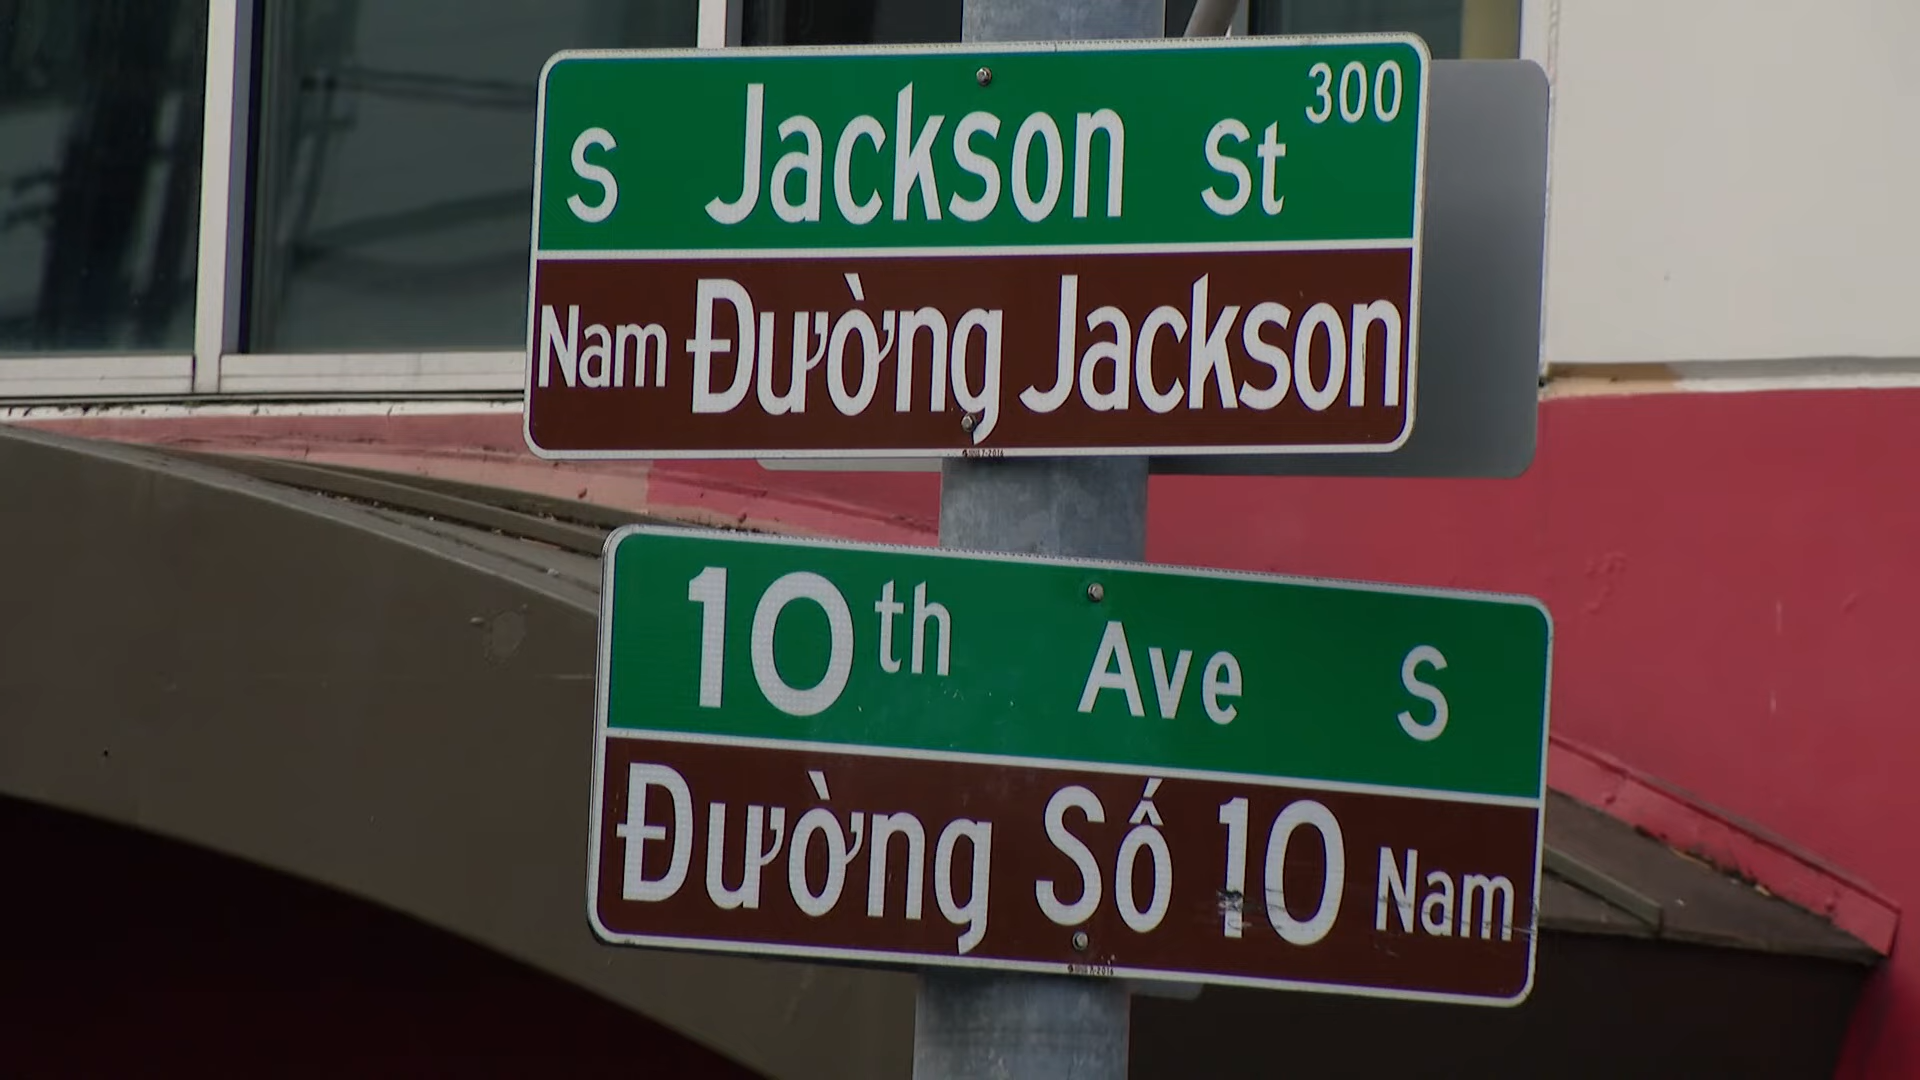 S Jackson St 300
Nam Đường Jackson
10th Ave S
Đường Số 10 Nam